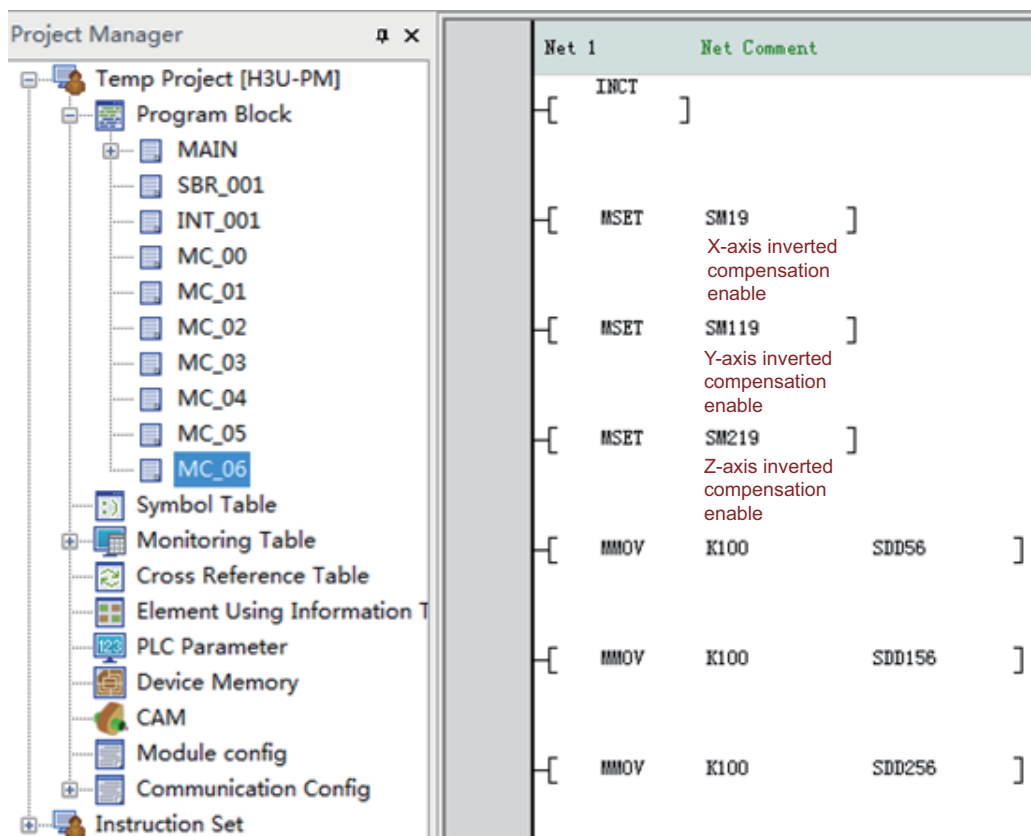 Project Manager
Temp Project [H3U-PM]
Program Block
MAIN
SBR_001
INT_001
MC_00
MC_01
MC_02
MC_03
MC_04
MC_05
MC_06
Symbol Table
Monitoring Table
Cross Reference Table
Element Using Information T
PLC Parameter
Device Memory
CAM
Module config
Communication Config
Instruction Set
Net 1 Net Comment
INCT
[ ]
[ MSET SM19 ]
X-axis inverted
compensation
enable
[ MSET SM119 ]
Y-axis inverted
compensation
enable
[ MSET SM219 ]
Z-axis inverted
compensation
enable
[ MMOV K100 SDD56 ]
[ MMOV K100 SDD156 ]
[ MMOV K100 SDD256 ]